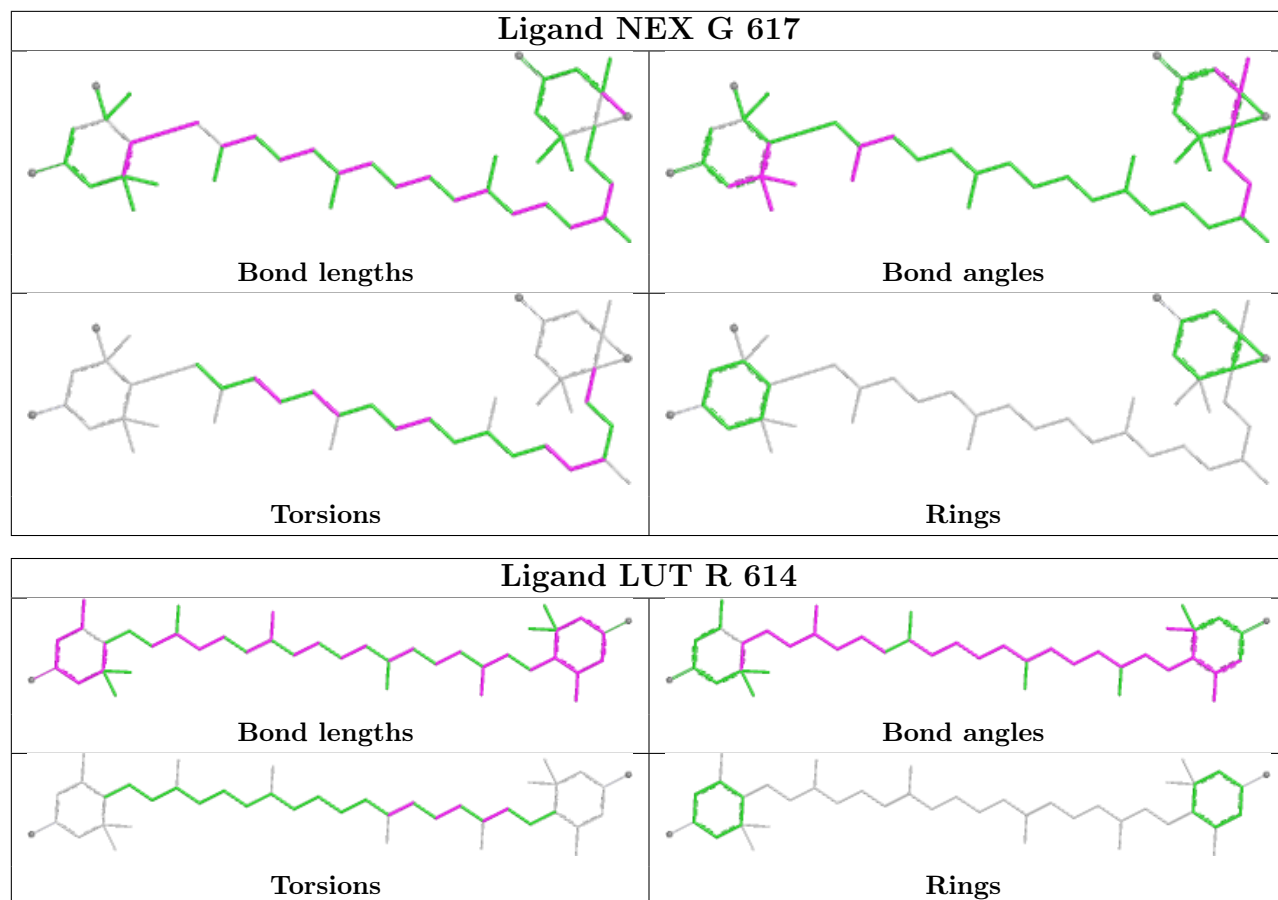 Ligand NEX G 617
Bond lengths
Bond angles
Torsions
Rings
Ligand LUT R 614
Bond lengths
Bond angles
Torsions
Rings